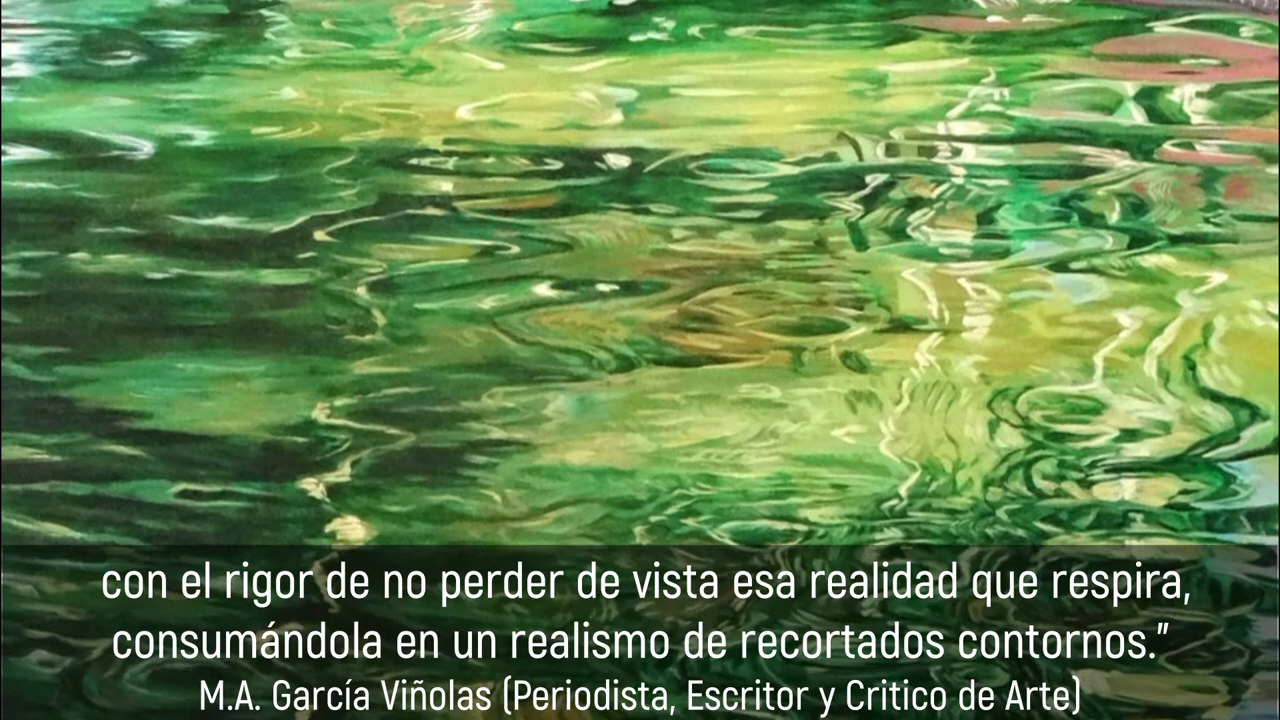 con el rigor de no perder de vista esa realidad que respira,
consumándola en un realismo de recortados contornos.”
M.A. García Viñolas (Periodista, Escritor y Critico de Arte)